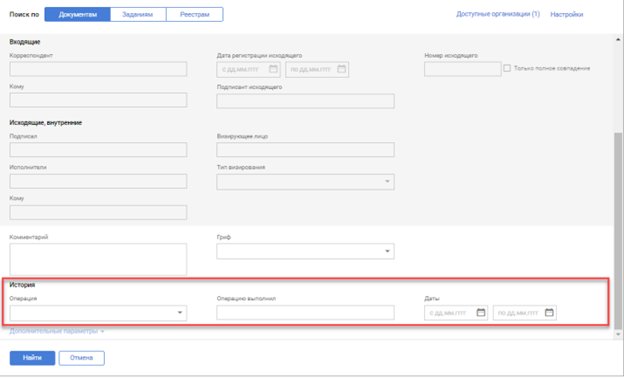 Поиск по Документам Заданиям Реестрам Доступные организации (1) Настройки
Входящие
Корреспондент Дата регистрации исходящего Номер исходящего
с дд.мм.гггг по дд.мм.гггг Только полное совпадение
Кому Подписант исходящего
Исходящие, внутренние
Подписал Визирующее лицо
Исполнители Тип визирования
Кому
Комментарий Гриф
История
Операция Операцию выполнил Даты
с дд.мм.гггг по дд.мм.гггг
Дополнительные параметры
Найти Отмена